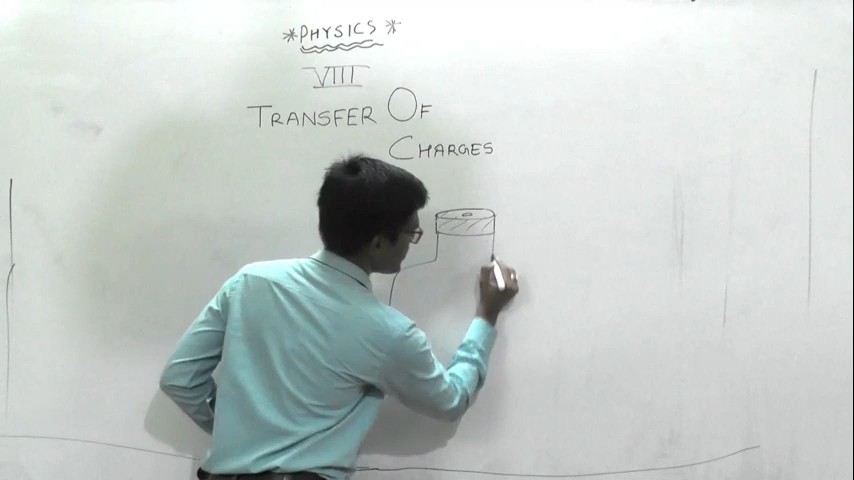 *PHYSICS*
VIII
TRANSFER OF
CHARGES